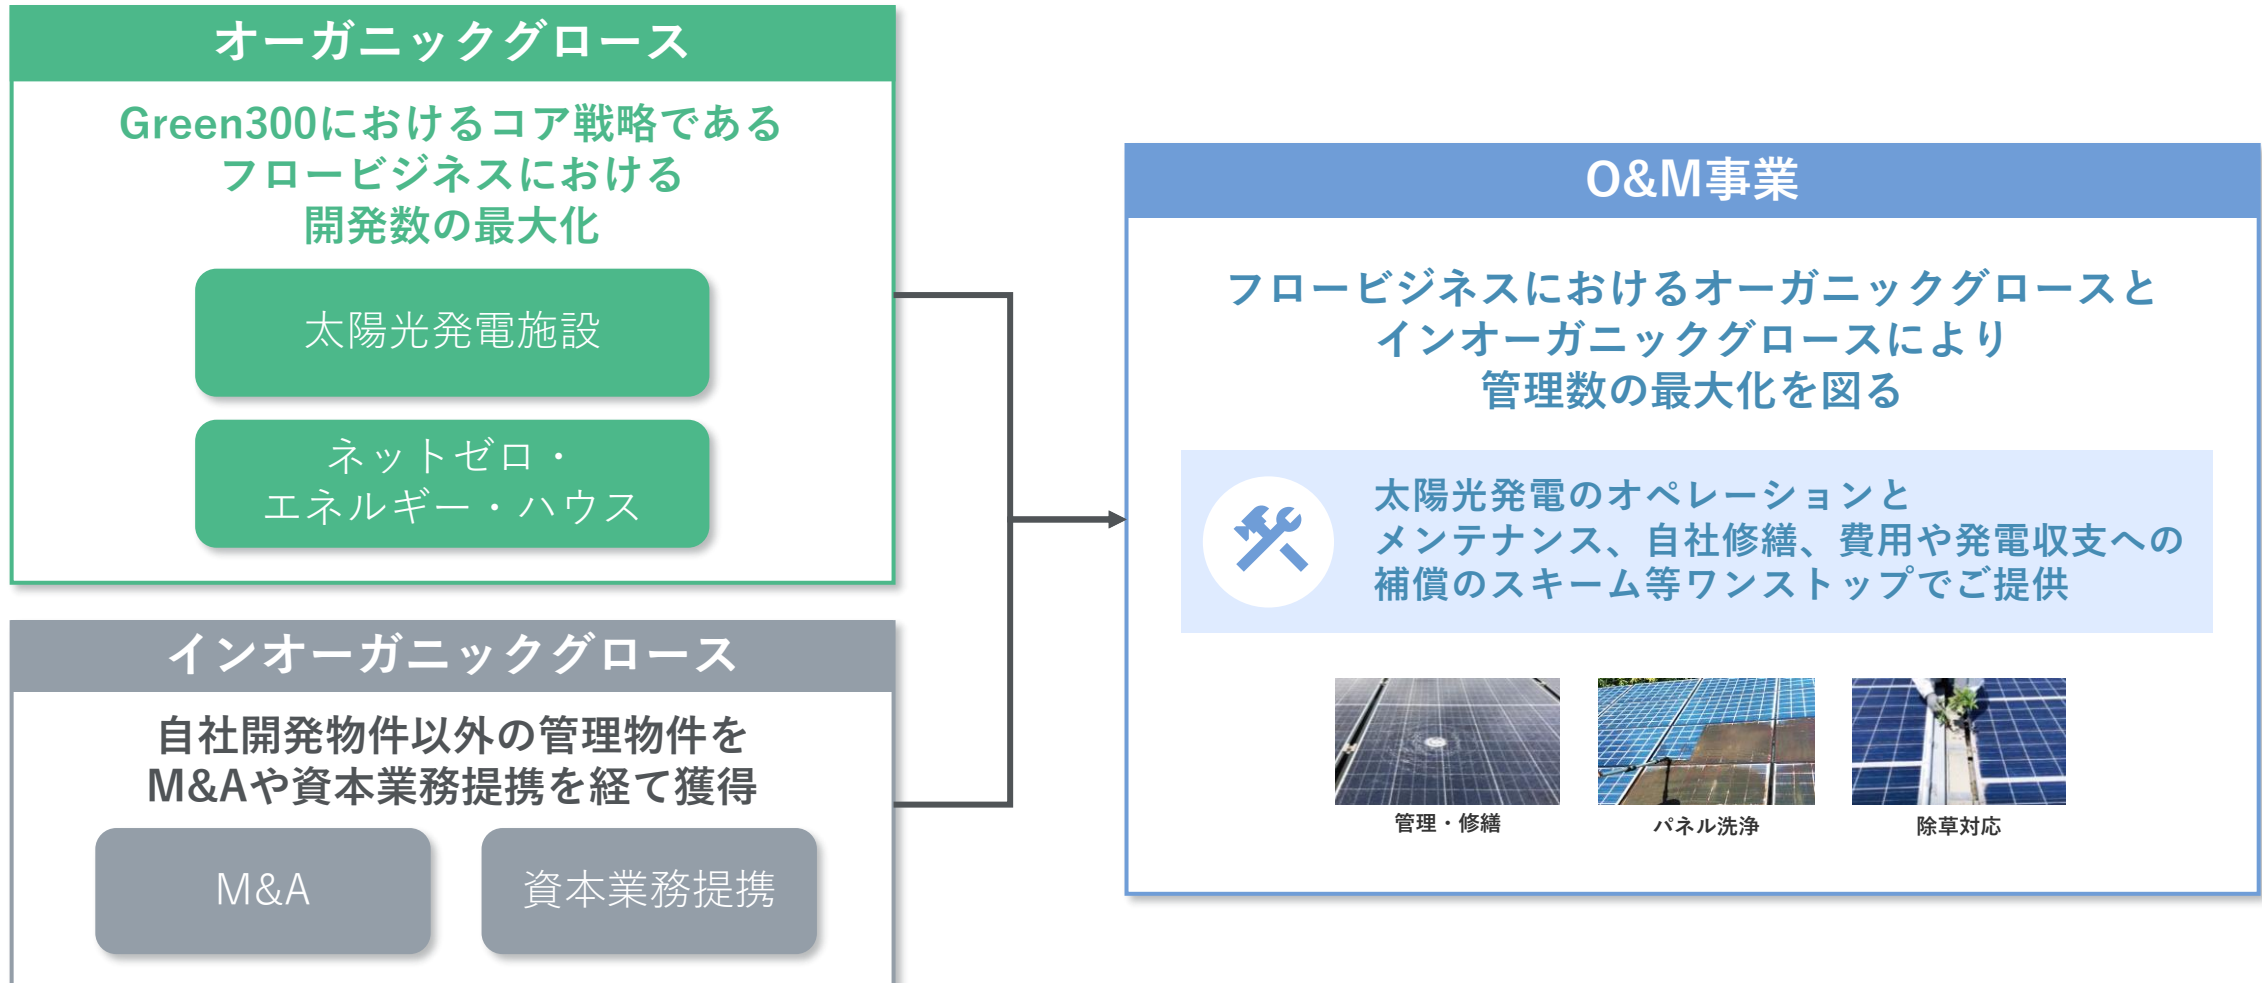 オーガニックグロース
Green300におけるコア戦略である
フロービジネスにおける
開発数の最大化
太陽光発電施設
ネットゼロ・
エネルギー・ハウス
インオーガニックグロース
自社開発物件以外の管理物件を
M&Aや資本業務提携を経て獲得
M&A
資本業務提携
O&M事業
フロービジネスにおけるオーガニックグロースと
インオーガニックグロースにより
管理数の最大化を図る
太陽光発電のオペレーションと
メンテナンス、自社修繕、費用や発電収支への
補償のスキーム等ワンストップでご提供
管理・修繕
パネル洗浄
除草対応